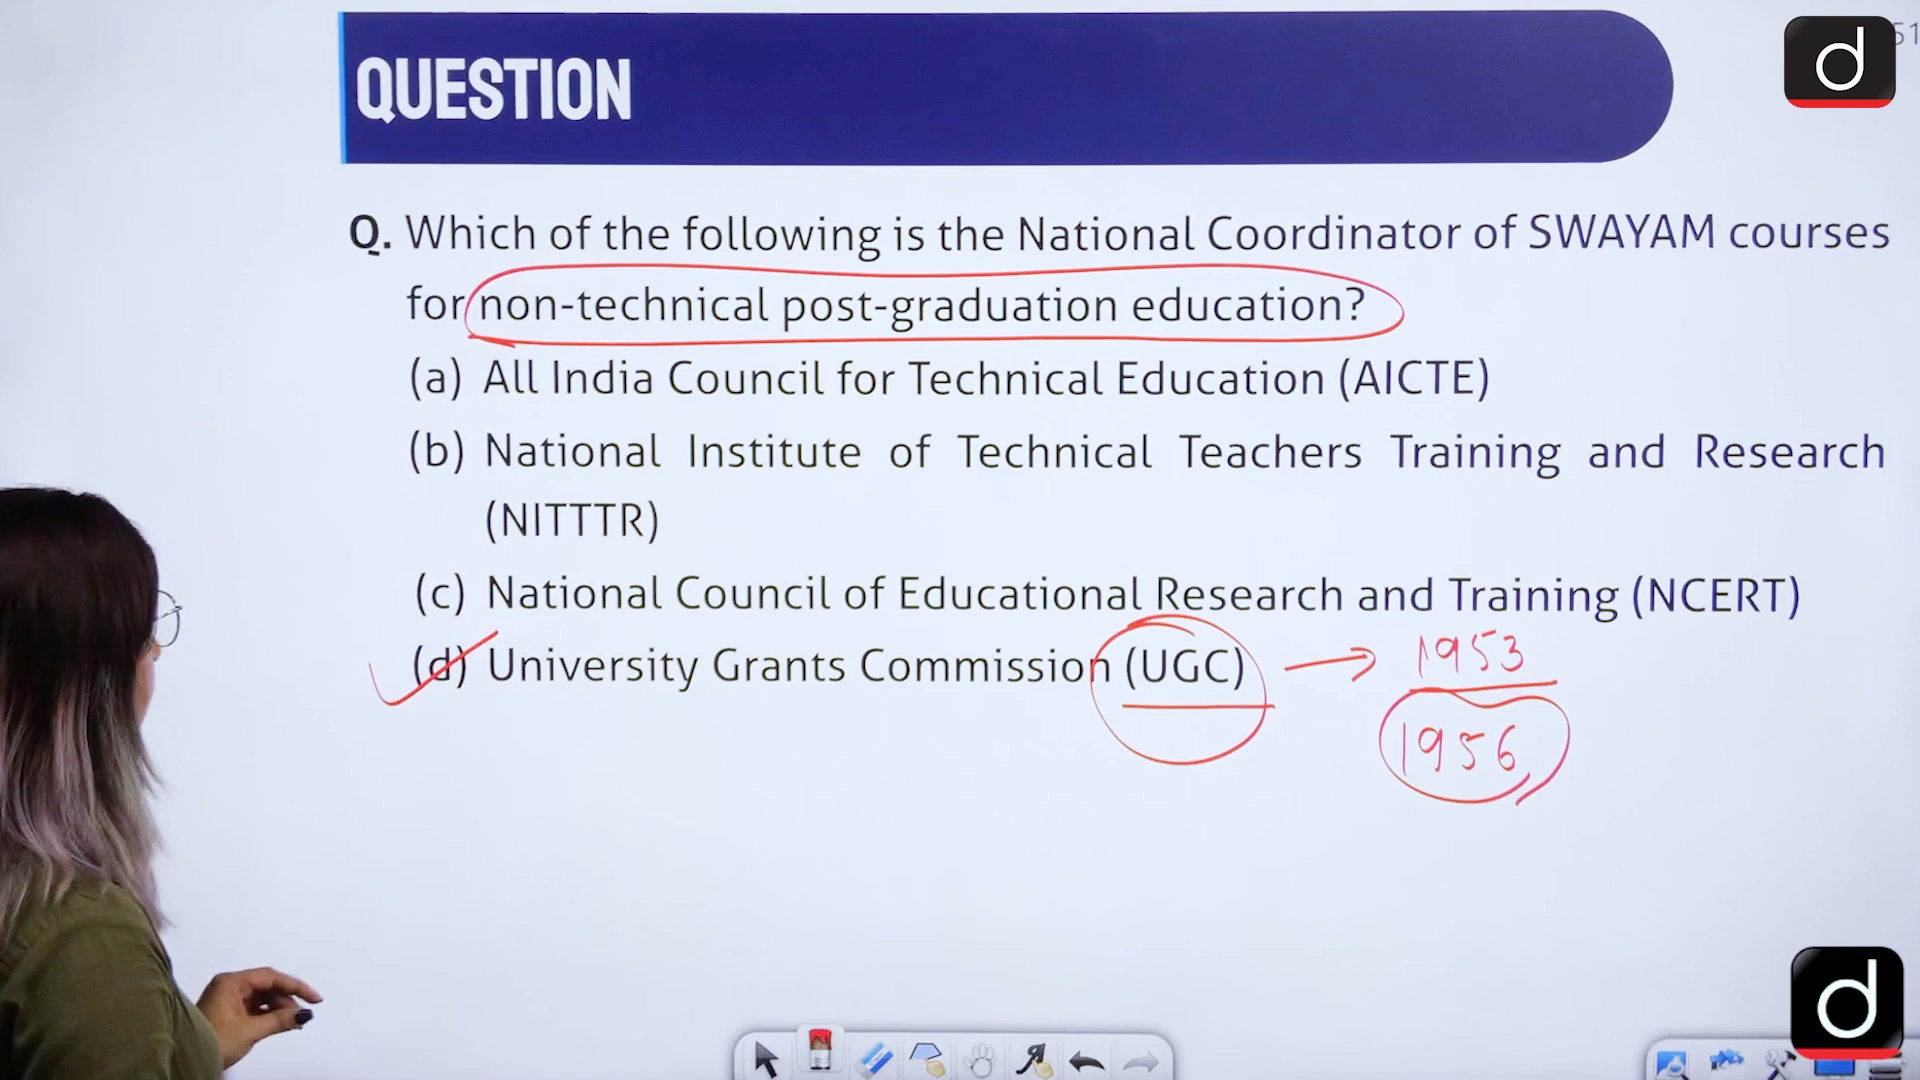 51
QUESTION
Q. Which of the following is the National Coordinator of SWAYAM courses
for non-technical post-graduation education?
(a) All India Council for Technical Education (AICTE)
(b) National Institute of Technical Teachers Training and Research
(NITTTR)
(c) National Council of Educational Research and Training (NCERT)
(d) University Grants Commission (UGC)
1953
1956
d
d